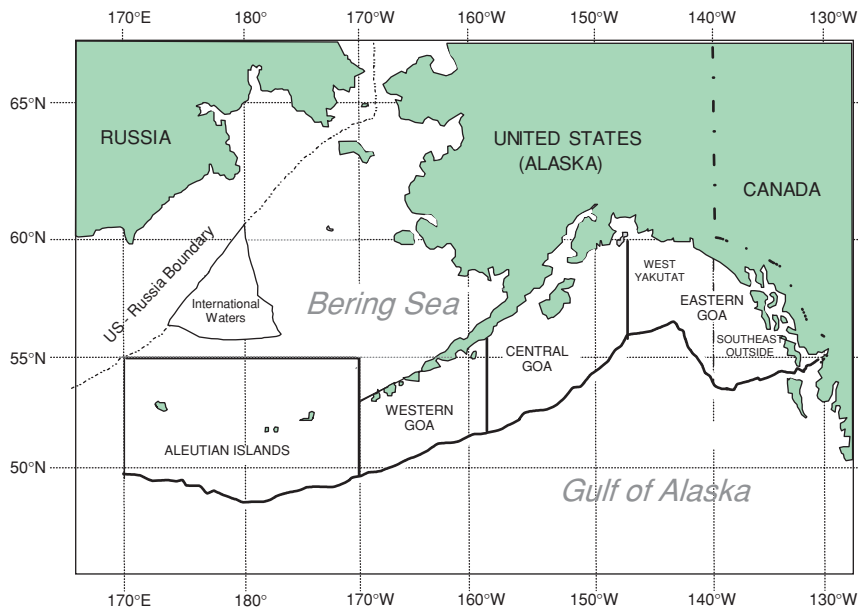 170°E 180° 170°W 160°W 150°W 140°W 130°W
65°N
RUSSIA
UNITED STATES
(ALASKA)
CANADA
60°N
US - Russia Boundary
International
Waters
Bering Sea
WEST
YAKUTAT
EASTERN
GOA
SOUTHEAST
OUTSIDE
55°N
CENTRAL
GOA
WESTERN
GOA
ALEUTIAN ISLANDS
50°N
Gulf of Alaska
170°E 180° 170°W 160°W 150°W 140°W 130°W